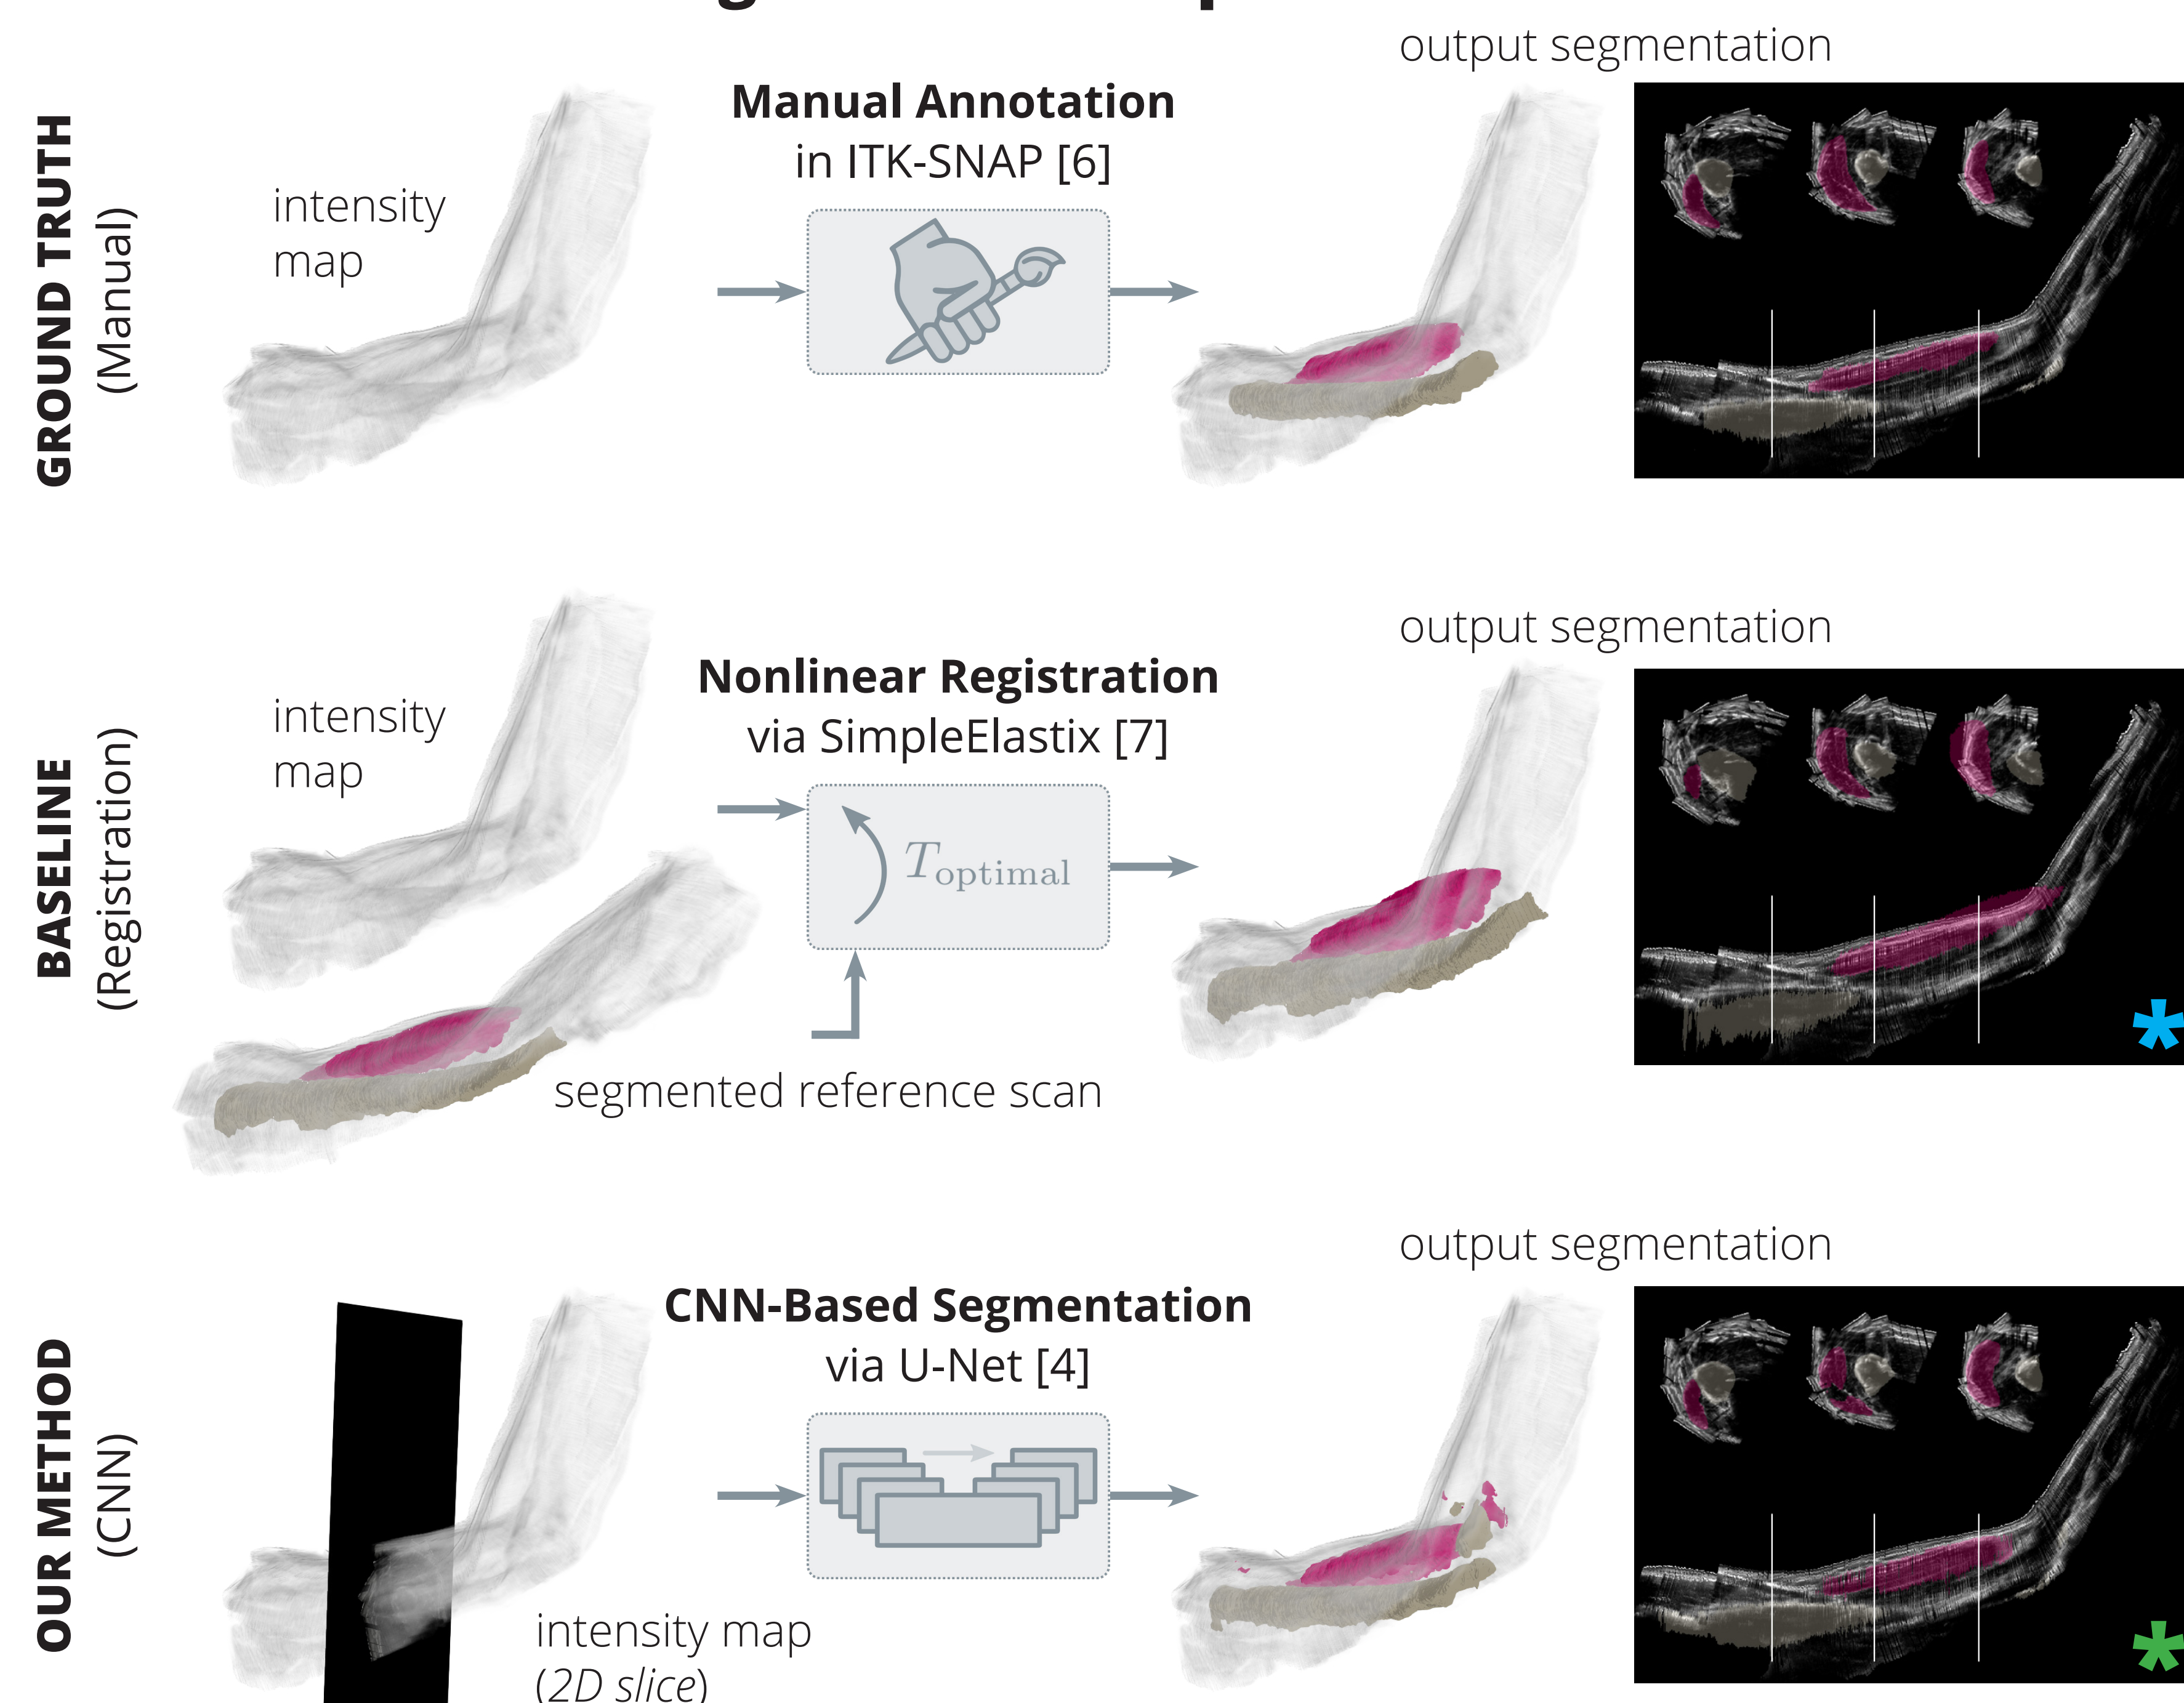 output segmentation
GROUND TRUTH
(Manual)
intensity
map
Manual Annotation
in ITK-SNAP [6]
output segmentation
BASELINE
(Registration)
intensity
map
Nonlinear Registration
via SimpleElastix [7]
Toptimal
segmented reference scan
*
output segmentation
OUR METHOD
(CNN)
CNN-Based Segmentation
via U-Net [4]
intensity map
(2D slice)
*